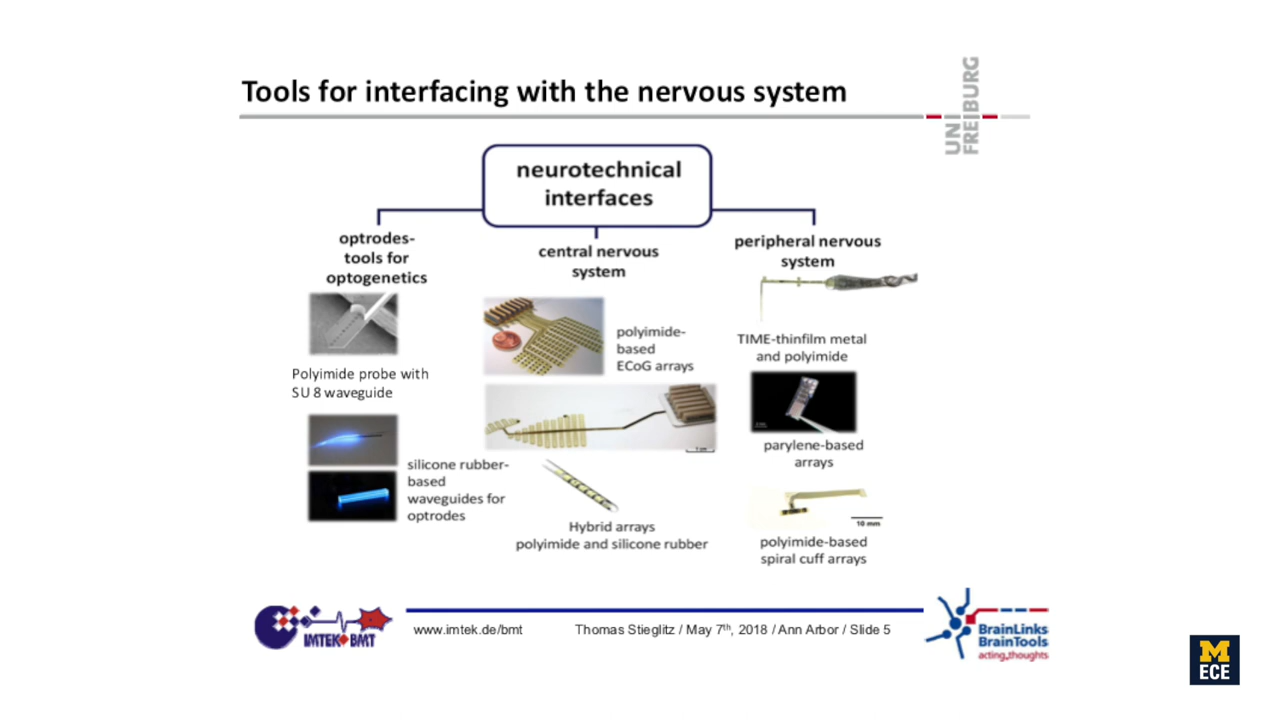 Tools for interfacing with the nervous system
UNI
FREIBURG
neurotechnical
interfaces
optrodes-
tools for
optogenetics
Polyimide probe with
SU 8 waveguide
silicone rubber-
based
waveguides for
optrodes
central nervous
system
polyimide-
based
ECoG arrays
Hybrid arrays
polyimide and silicone rubber
peripheral nervous
system
TIME-thinfilm metal
and polyimide
parylene-based
arrays
10 mm
polyimide-based
spiral cuff arrays
IMTEK BMT
www.imtek.de/bmt
Thomas Stieglitz / May 7th, 2018 / Ann Arbor / Slide 5
BrainLinks
BrainTools
acting_thoughts
M
ECE